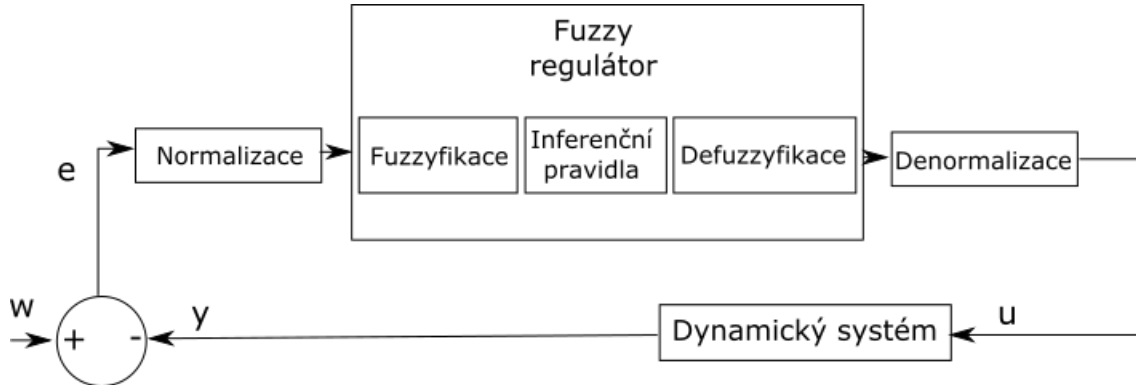 Fuzzy
regulátor
e
Normalizace
Fuzzyfikace
Inferenční
pravidla
Defuzzyfikace
Denormalizace
w
+
-
y
Dynamický systém
u